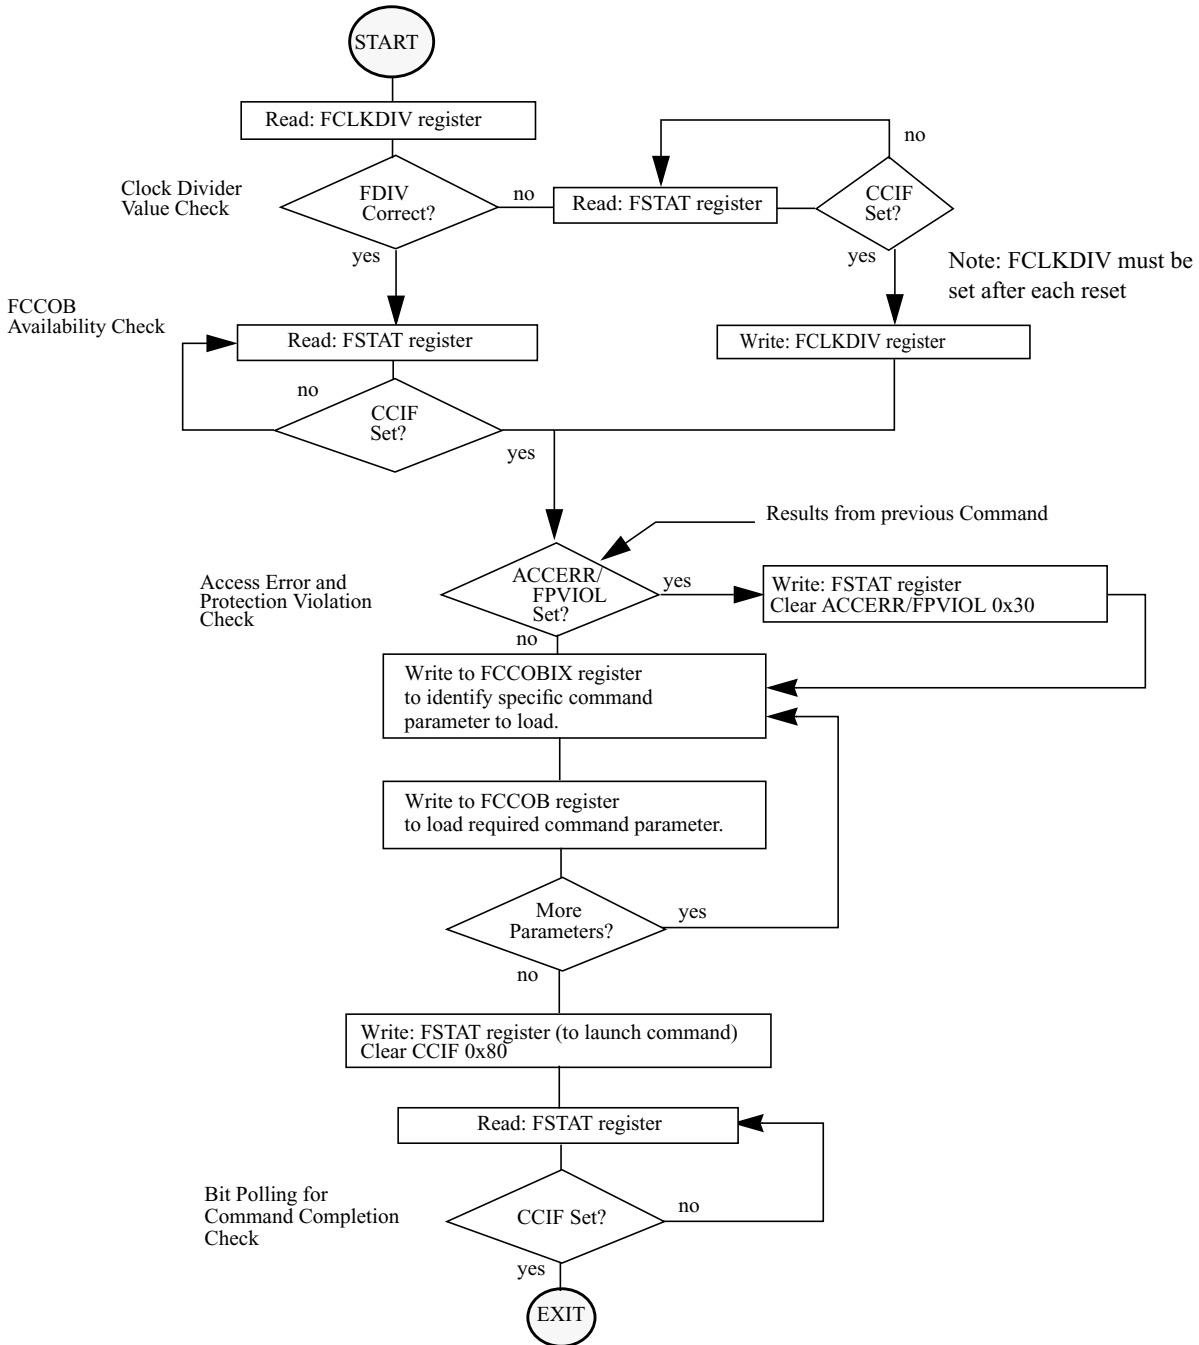 START
Read: FCLKDIV register
Clock Divider
Value Check
FDIV
Correct?
no
Read: FSTAT register
CCIF
Set?
no
yes
yes
Note: FCLKDIV must be
set after each reset
FCCOB
Availability Check
Read: FSTAT register
Write: FCLKDIV register
no
CCIF
Set?
yes
Results from previous Command
Access Error and
Protection Violation
Check
ACCERR/
FPVIOL
Set?
yes
Write: FSTAT register
Clear ACCERR/FPVIOL 0x30
no
Write to FCCOBIX register
to identify specific command
parameter to load.
Write to FCCOB register
to load required command parameter.
More
Parameters?
yes
no
Write: FSTAT register (to launch command)
Clear CCIF 0x80
Read: FSTAT register
Bit Polling for
Command Completion
Check
CCIF Set?
no
yes
EXIT